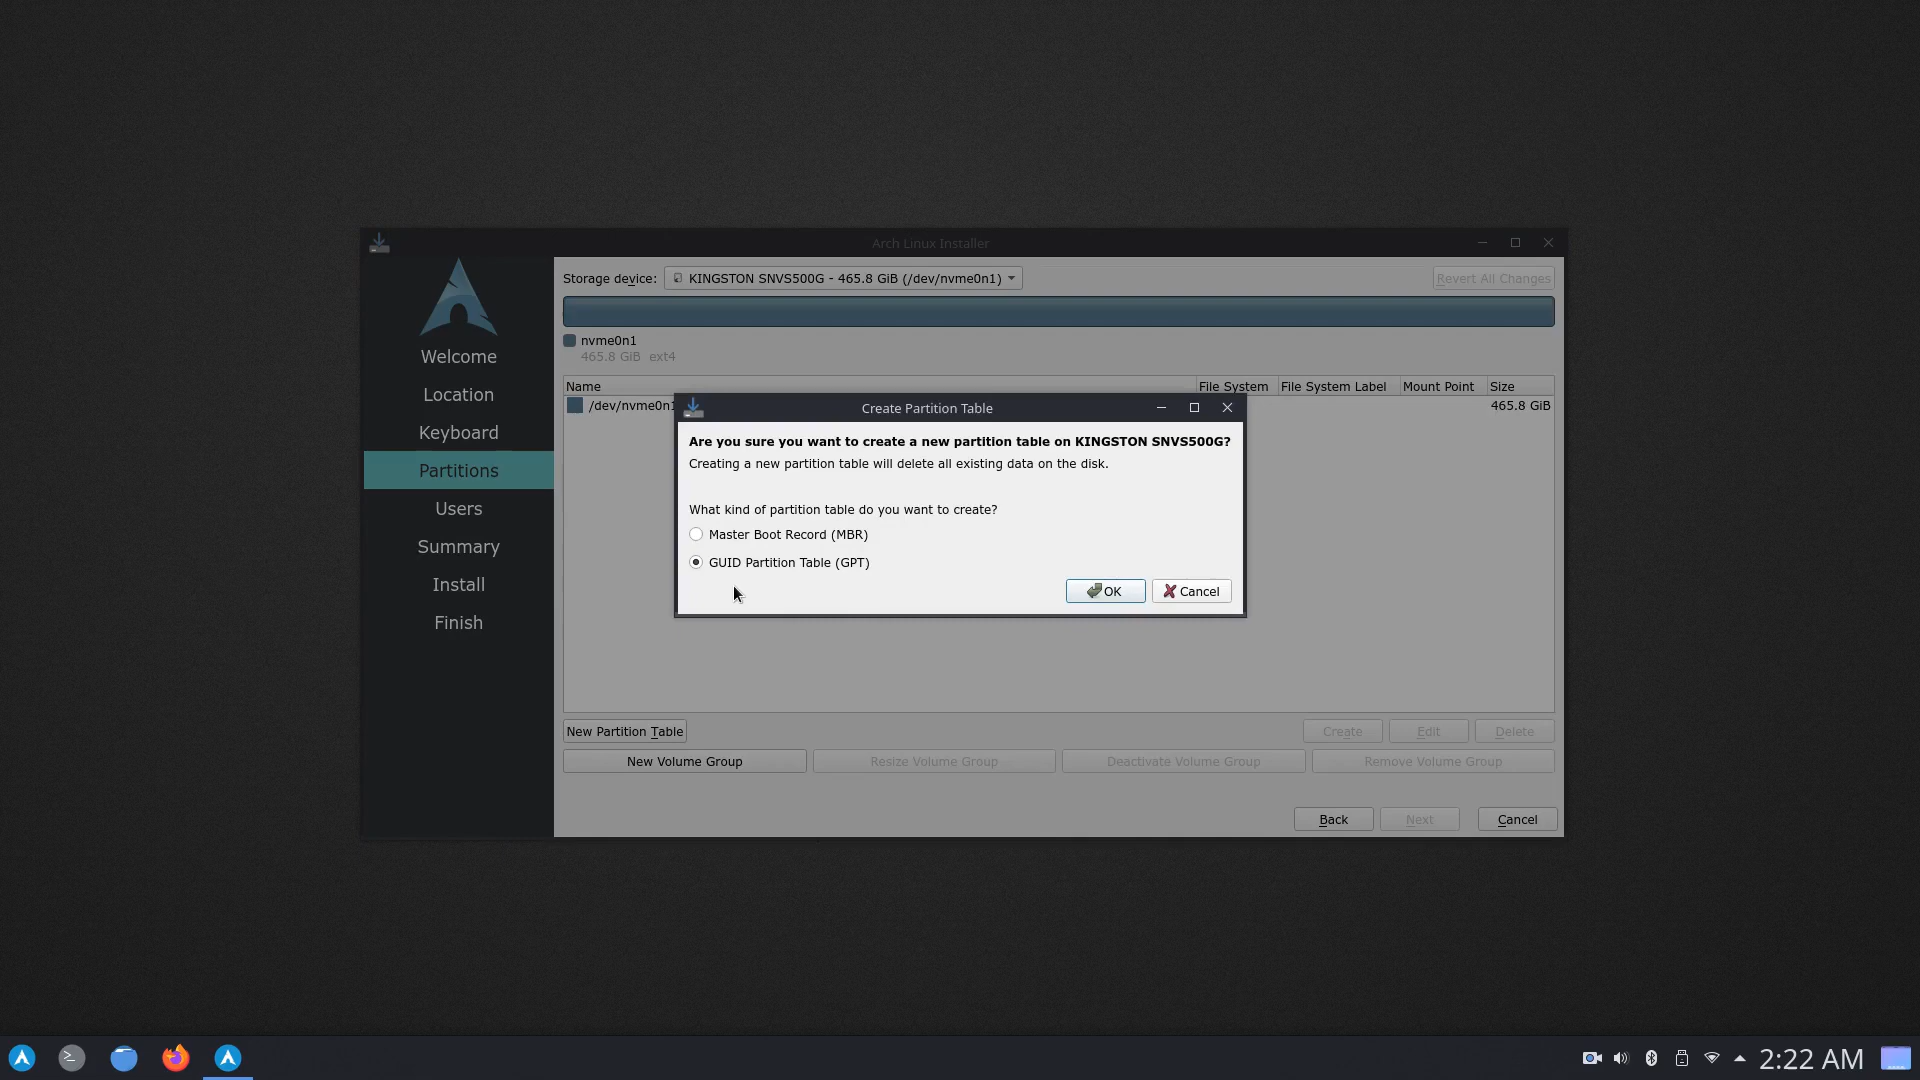 Arch Linux Installer
Welcome
Location
Keyboard
Partitions
Users
Summary
Install
Finish
Storage device: KINGSTON SNVS500G - 465.8 GiB (/dev/nvme0n1)
Revert All Changes
nvme0n1
465.8 GiB ext4
Name File System File System Label Mount Point Size
/dev/nvme0n1 465.8 GiB
Create Partition Table
Are you sure you want to create a new partition table on KINGSTON SNVS500G?
Creating a new partition table will delete all existing data on the disk.
What kind of partition table do you want to create?
Master Boot Record (MBR)
GUID Partition Table (GPT)
OK Cancel
New Partition Table Create Edit Delete
New Volume Group Resize Volume Group Deactivate Volume Group Remove Volume Group
Back Next Cancel
2:22 AM